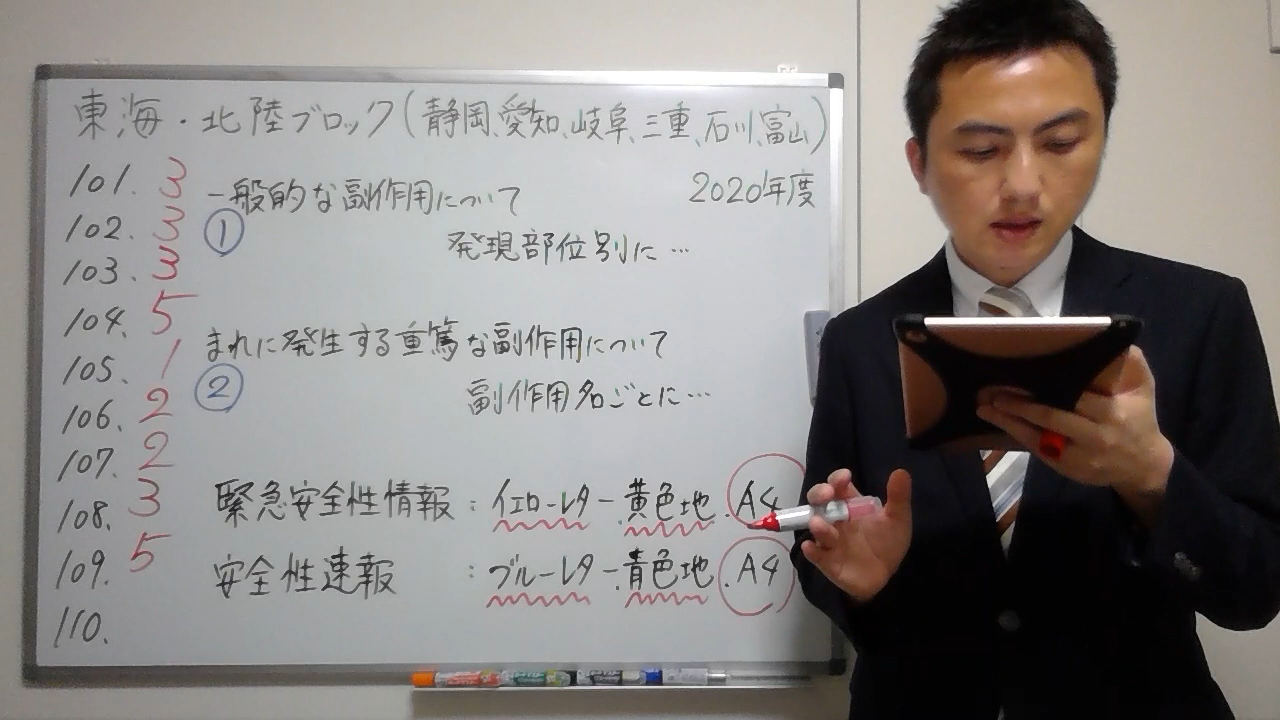 東海・北陸ブロック(静岡、愛知、岐阜、三重、石川、富山)
2020年度
101. 3
102. 3
103. 3
104. 5
105. 1
106. 2
107. 2
108. 3
109. 5
110.
一般的な副作用について
①
発現部位別に…
まれに発生する重篤な副作用について
②
副作用名ごとに…
緊急安全性情報:イエローレター.黄色地.A4
安全性速報:ブルーレター.青色地.A4